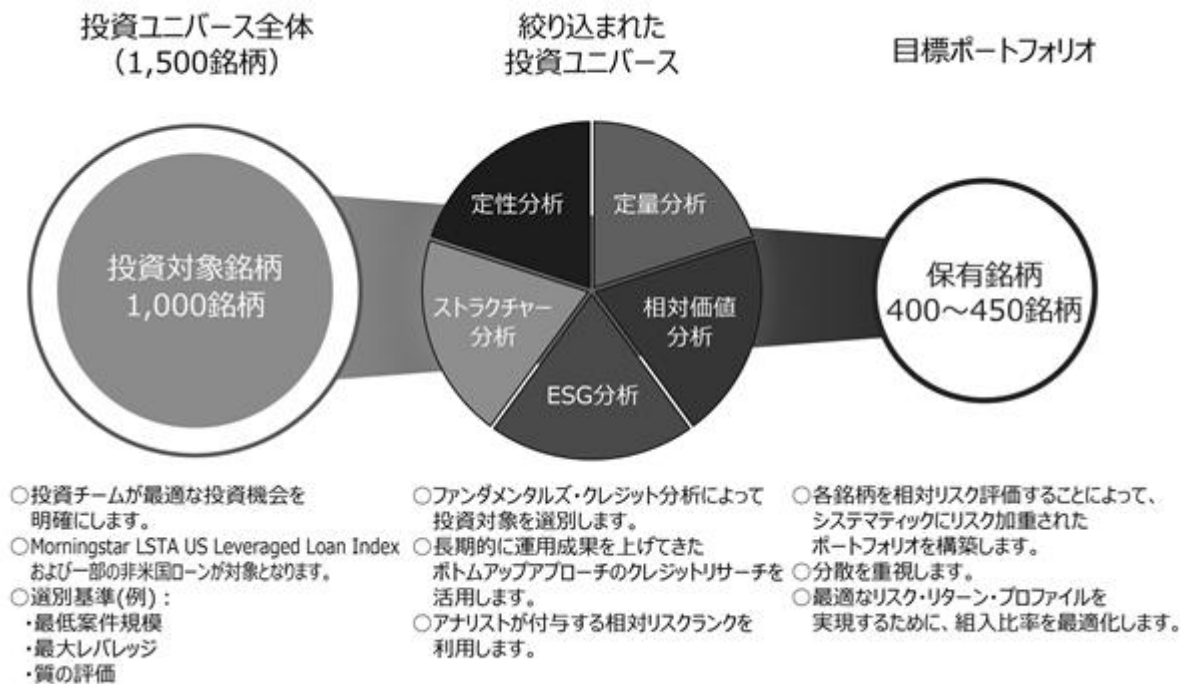 投資ユニバース全体
（1,500銘柄）
絞り込まれた
投資ユニバース
目標ポートフォリオ
投資対象銘柄
1,000銘柄
定性分析
定量分析
ストラクチャー
分析
相対価値
分析
ESG分析
保有銘柄
400～450銘柄
○投資チームが最適な投資機会を
明確にします。
○Morningstar LSTA US Leveraged Loan Index
および一部の非米国ローンが対象となります。
○選別基準(例)：
・最低案件規模
・最大レバレッジ
・質の評価
○ファンダメンタルズ・クレジット分析によって
投資対象を選別します。
○長期的に運用成果を上げてきた
ボトムアップアプローチのクレジットリサーチを
活用します。
○アナリストが付与する相対リスクランクを
利用します。
○各銘柄を相対リスク評価することによって、
システマティックにリスク加重された
ポートフォリオを構築します。
○分散を重視します。
○最適なリスク・リターン・プロファイルを
実現するために、組入比率を最適化します。